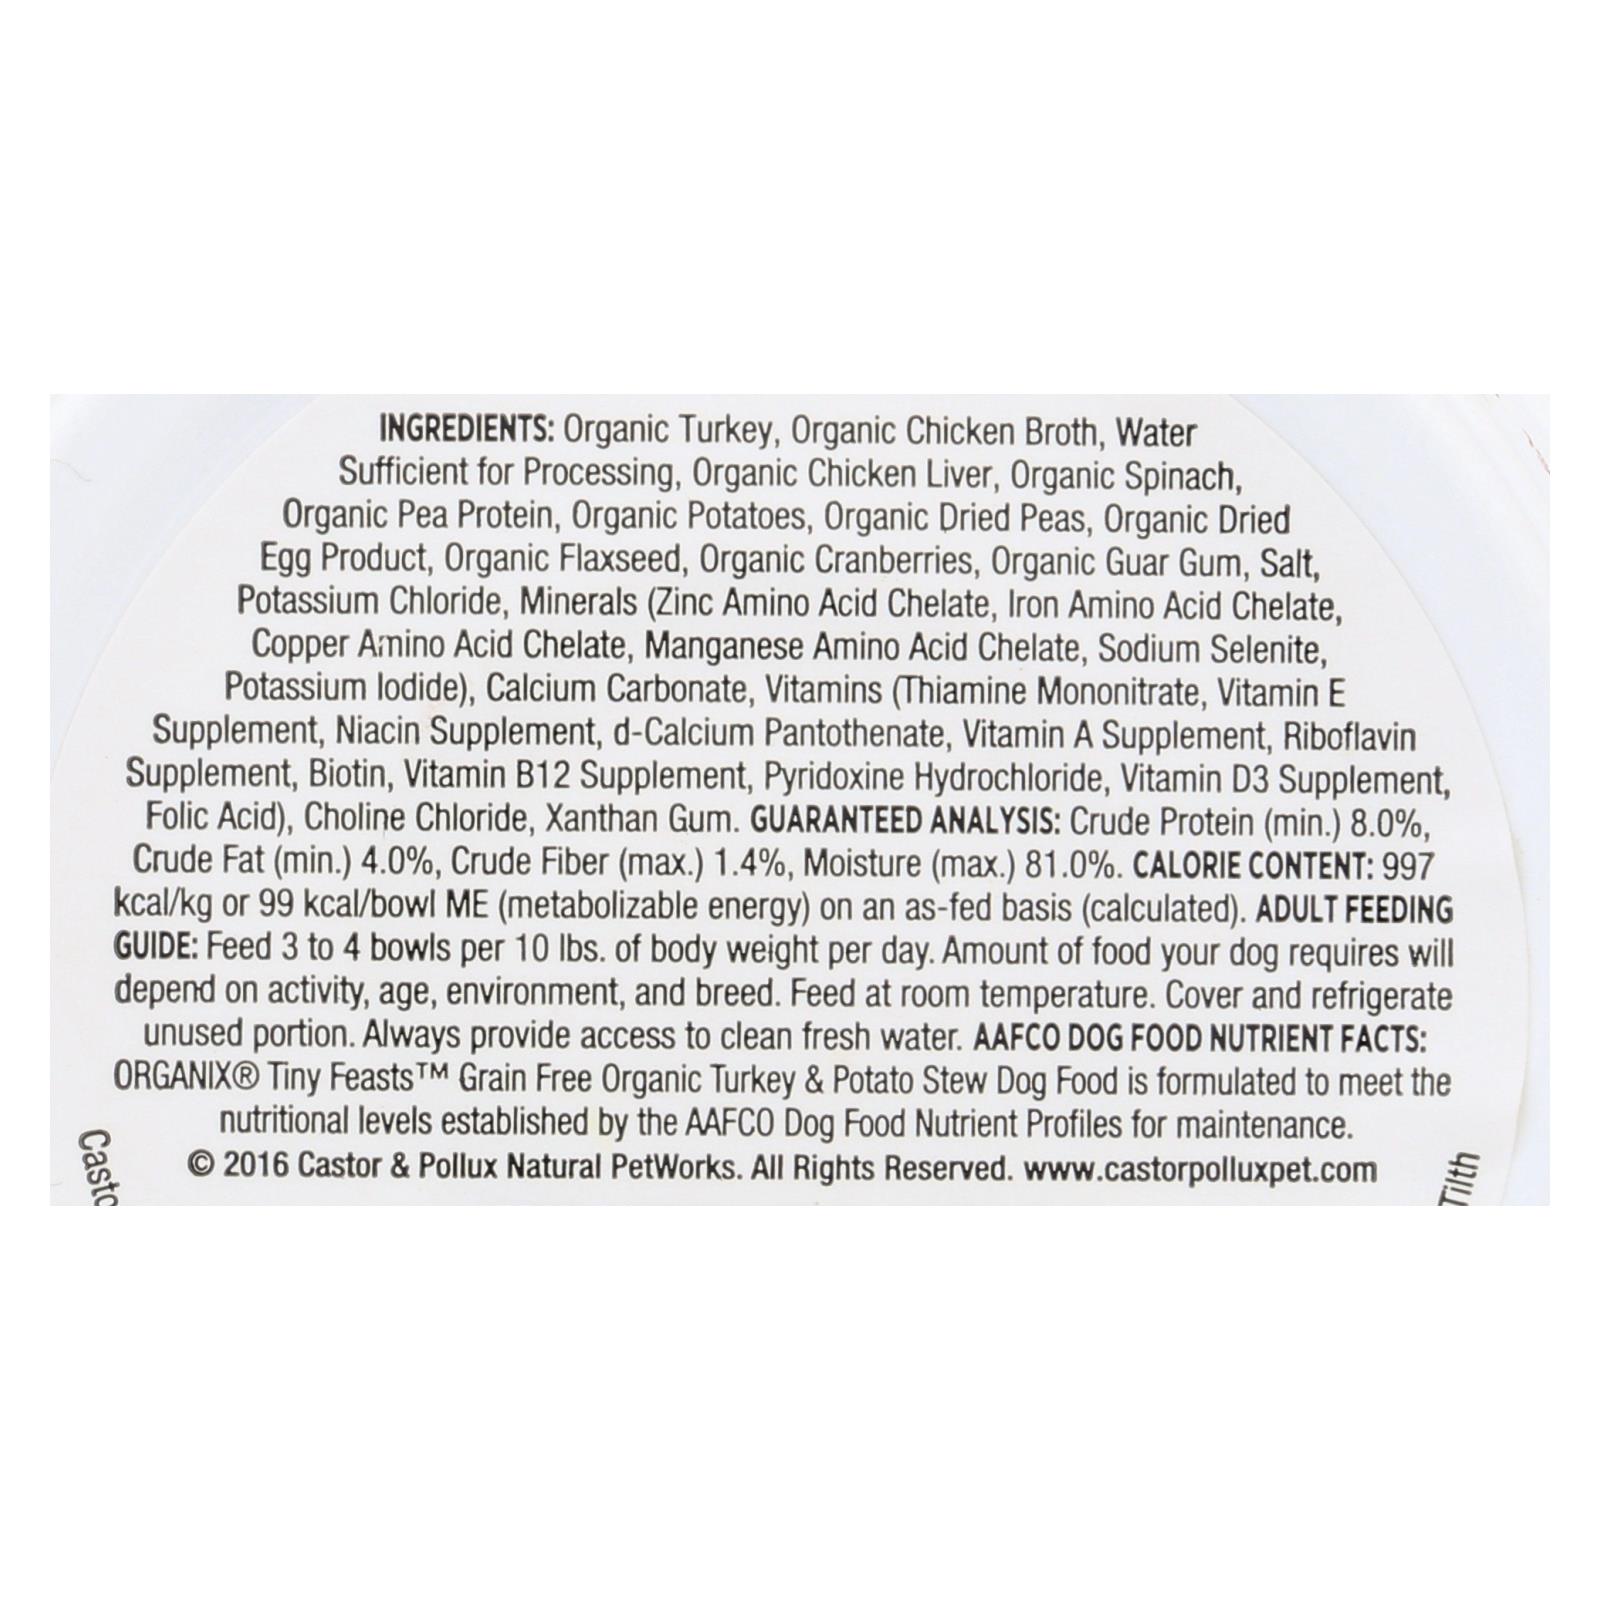 INGREDIENTS: Organic Turkey, Organic Chicken Broth, Water
Sufficient for Processing, Organic Chicken Liver, Organic Spinach,
Organic Pea Protein, Organic Potatoes, Organic Dried Peas, Organic Dried
Egg Product, Organic Flaxseed, Organic Cranberries, Organic Guar Gum, Salt,
Potassium Chloride, Minerals (Zinc Amino Acid Chelate, Iron Amino Acid Chelate,
Copper Amino Acid Chelate, Manganese Amino Acid Chelate, Sodium Selenite,
Potassium Iodide), Calcium Carbonate, Vitamins (Thiamine Mononitrate, Vitamin E
Supplement, Niacin Supplement, d-Calcium Pantothenate, Vitamin A Supplement, Riboflavin
Supplement, Biotin, Vitamin B12 Supplement, Pyridoxine Hydrochloride, Vitamin D3 Supplement,
Folic Acid), Choline Chloride, Xanthan Gum. GUARANTEED ANALYSIS: Crude Protein (min.) 8.0%,
Crude Fat (min.) 4.0%, Crude Fiber (max.) 1.4%, Moisture (max.) 81.0%. CALORIE CONTENT: 997
kcal/kg or 99 kcal/bowl ME (metabolizable energy) on an as-fed basis (calculated). ADULT FEEDING
GUIDE: Feed 3 to 4 bowls per 10 lbs. of body weight per day. Amount of food your dog requires will
depend on activity, age, environment, and breed. Feed at room temperature. Cover and refrigerate
unused portion. Always provide access to clean fresh water. AAFCO DOG FOOD NUTRIENT FACTS:
ORGANIX® Tiny Feasts™ Grain Free Organic Turkey & Potato Stew Dog Food is formulated to meet the
nutritional levels established by the AAFCO Dog Food Nutrient Profiles for maintenance.
© 2016 Castor & Pollux Natural PetWorks. All Rights Reserved. www.castorpolluxpet.com
Casto
Tilth